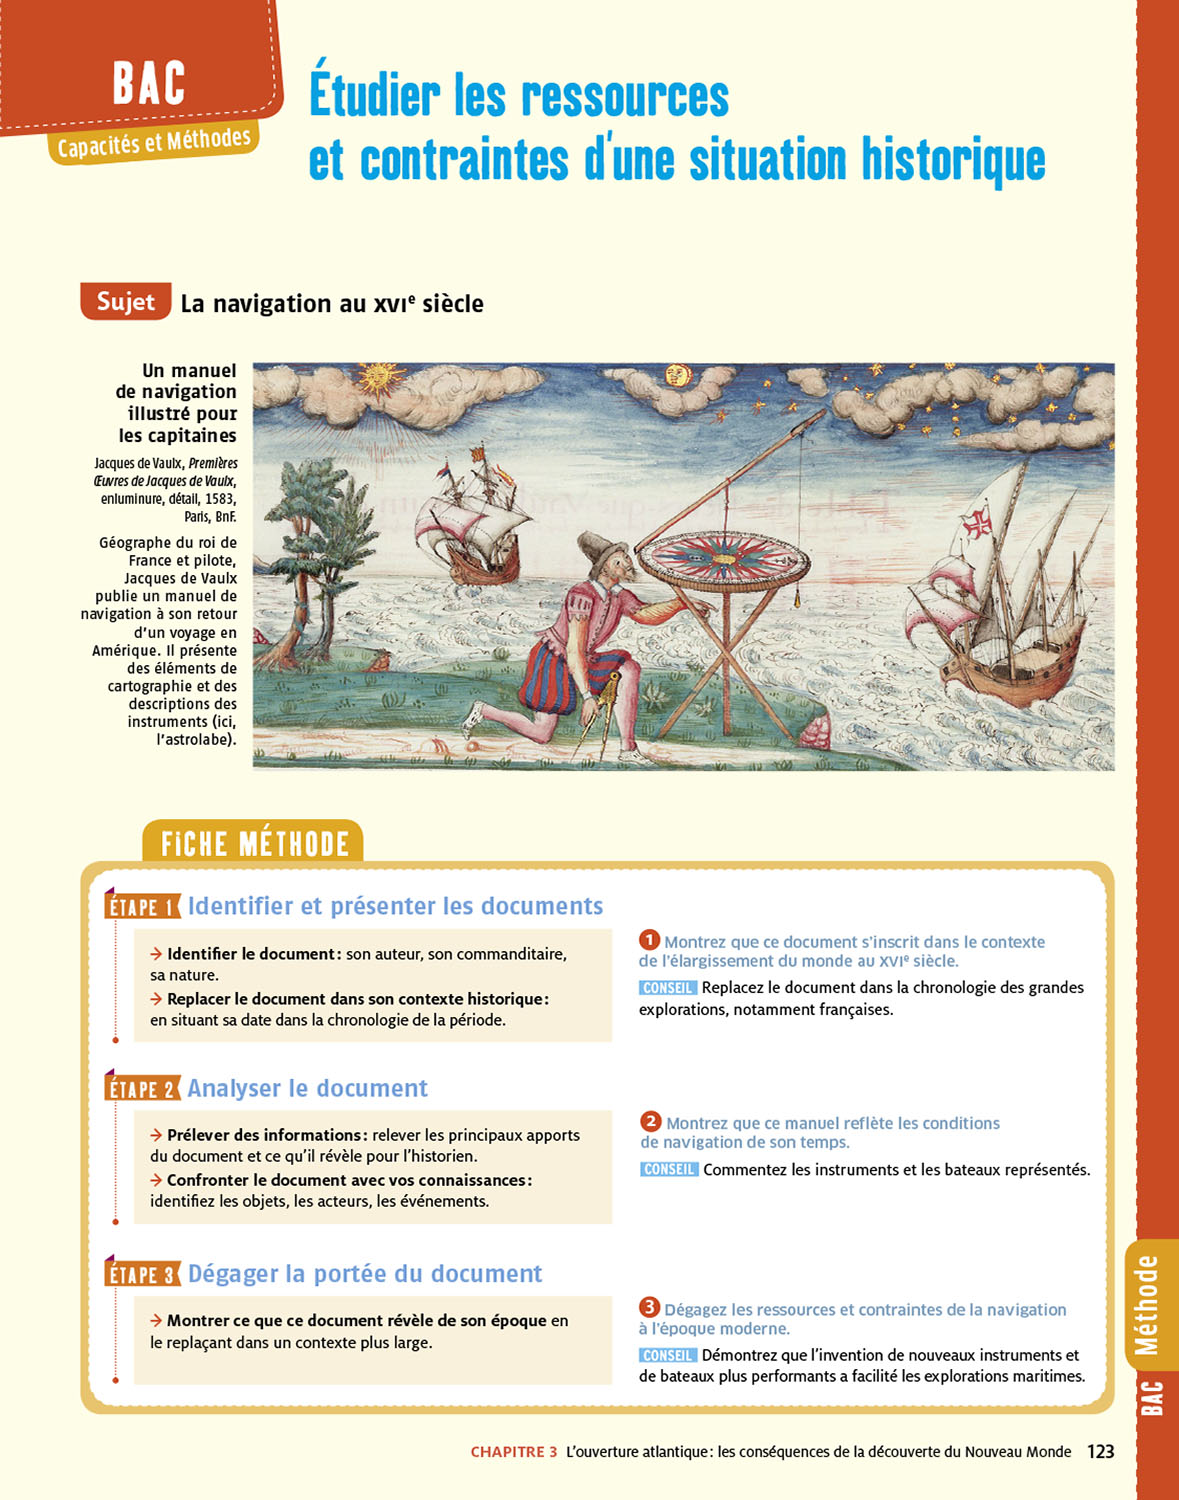 BAC
Capacités et Méthodes
Étudier les ressources
et contraintes d'une situation historique
Sujet La navigation au XVIe siècle
Un manuel
de navigation
illustré pour
les capitaines
Jacques de Vaulx, Premières
Œuvres de Jacques de Vaulx,
enluminure, détail, 1583,
Paris, BnF.
Géographe du roi de
France et pilote,
Jacques de Vaulx
publie un manuel de
navigation à son retour
d'un voyage en
Amérique. Il présente
des éléments de
cartographie et des
descriptions des
instruments (ici,
l'astrolabe).
FiCHE MÉTHODE
ÉTAPE 1 Identifier et présenter les documents
→ Identifier le document : son auteur, son commanditaire,
sa nature.
→ Replacer le document dans son contexte historique :
en situant sa date dans la chronologie de la période.
1 Montrez que ce document s'inscrit dans le contexte
de l'élargissement du monde au XVIe siècle.
CONSEIL Replacez le document dans la chronologie des grandes
explorations, notamment françaises.
ÉTAPE 2 Analyser le document
→ Prélever des informations : relever les principaux apports
du document et ce qu'il révèle pour l'historien.
→ Confronter le document avec vos connaissances :
identifiez les objets, les acteurs, les événements.
2 Montrez que ce manuel reflète les conditions
de navigation de son temps.
CONSEIL Commentez les instruments et les bateaux représentés.
ÉTAPE 3 Dégager la portée du document
→ Montrer ce que ce document révèle de son époque en
le replaçant dans un contexte plus large.
3 Dégagez les ressources et contraintes de la navigation
à l'époque moderne.
CONSEIL Démontrez que l'invention de nouveaux instruments et
de bateaux plus performants a facilité les explorations maritimes.
BAC Méthode
CHAPITRE 3 L'ouverture atlantique : les conséquences de la découverte du Nouveau Monde 123